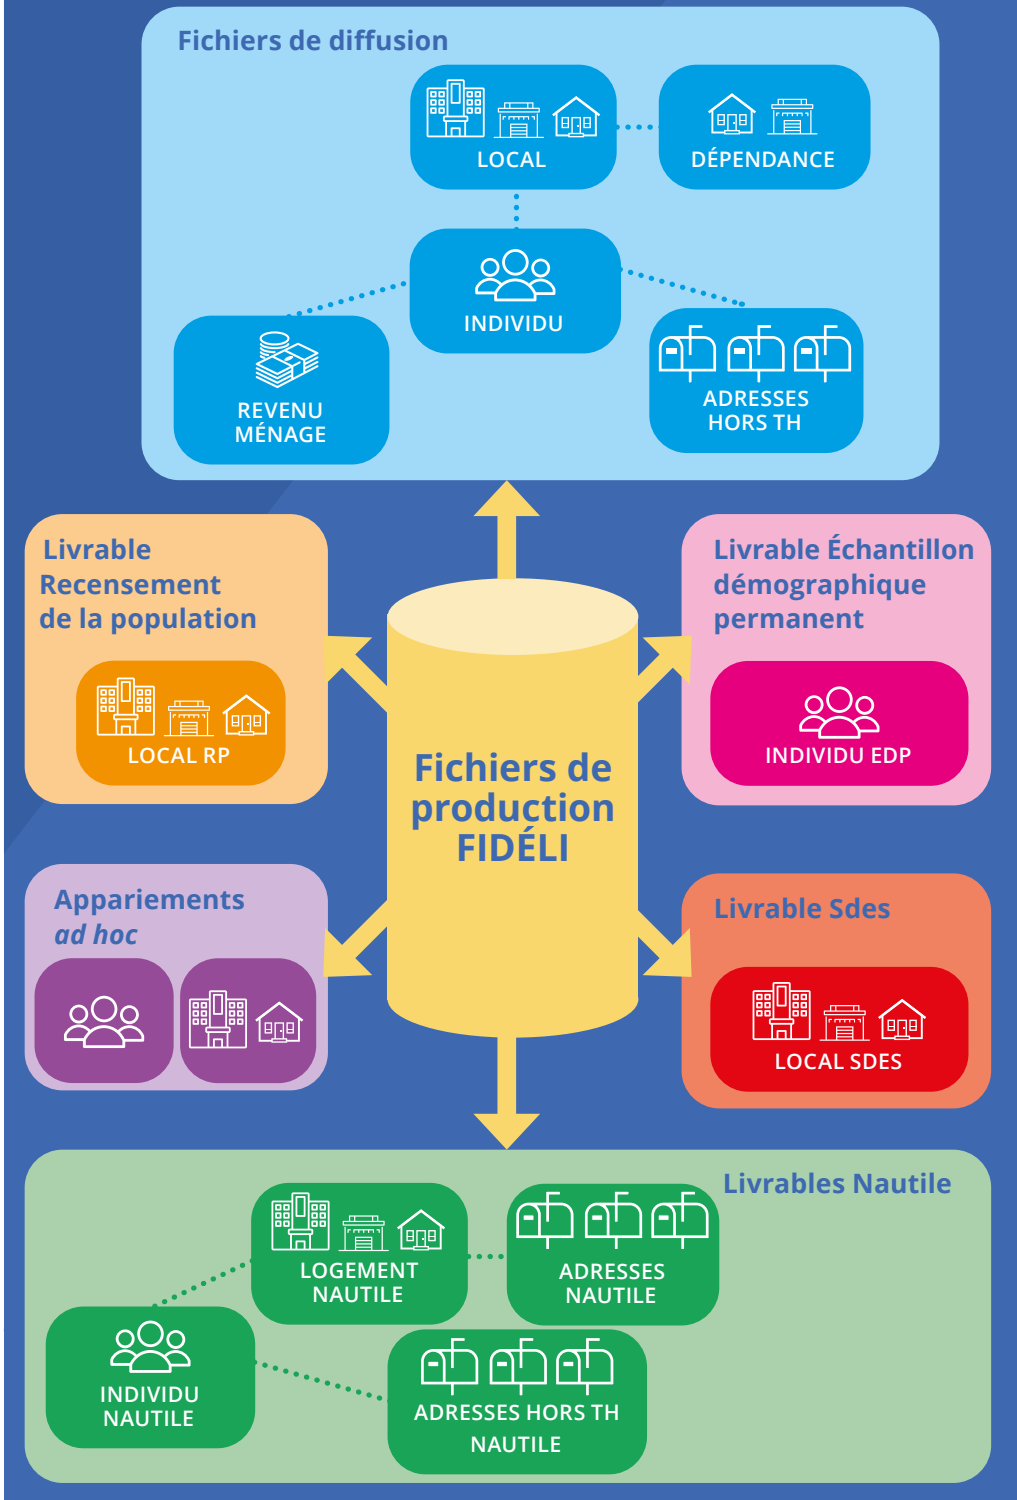 Fichiers de diffusion
LOCAL
DÉPENDANCE
INDIVIDU
REVENU
MÉNAGE
ADRESSES
HORS TH
Livrable
Recensement
de la population
LOCAL RP
Livrable Échantillon
démographique
permanent
INDIVIDU EDP
Fichiers de
production
FIDÉLI
Appariements
ad hoc
Livrable Sdes
LOCAL SDES
Livrables Nautile
LOGEMENT
NAUTILE
ADRESSES
NAUTILE
INDIVIDU
NAUTILE
ADRESSES HORS TH
NAUTILE